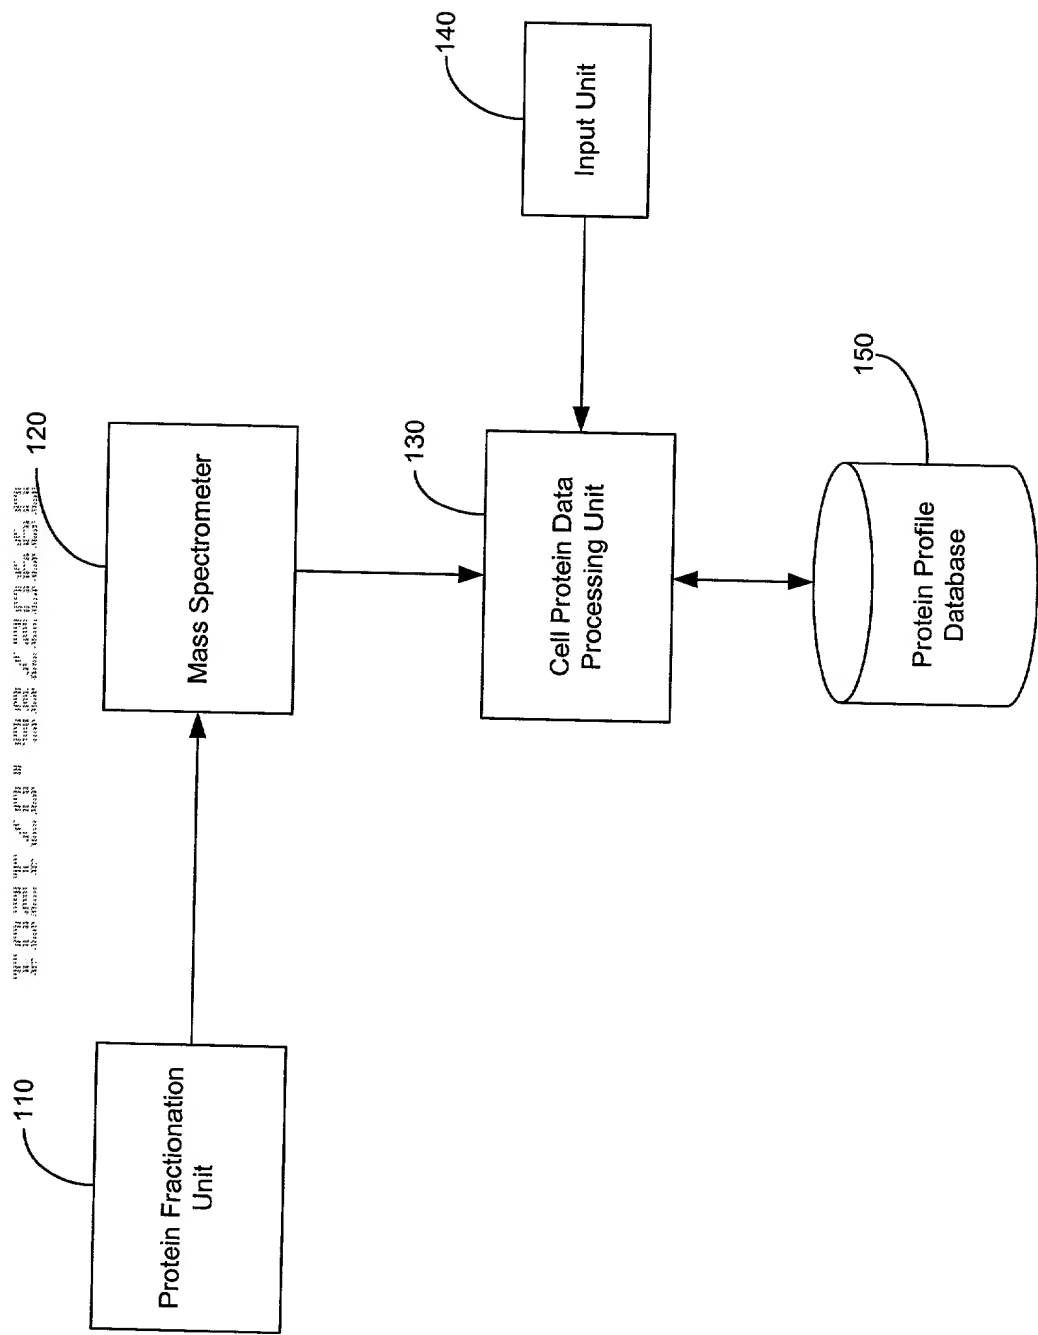 110
Protein Fractionation
Unit
120
Mass Spectrometer
130
Cell Protein Data
Processing Unit
140
Input Unit
150
Protein Profile
Database